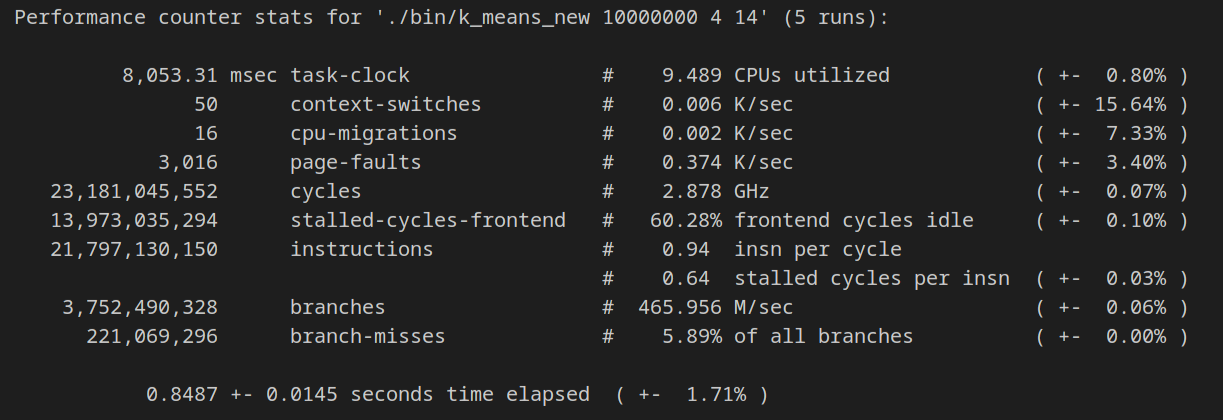 Performance counter stats for './bin/k_means_new 10000000 4 14' (5 runs):
8,053.31 msec task-clock # 9.489 CPUs utilized ( +- 0.80% )
50 context-switches # 0.006 K/sec ( +- 15.64% )
16 cpu-migrations # 0.002 K/sec ( +- 7.33% )
3,016 page-faults # 0.374 K/sec ( +- 3.40% )
23,181,045,552 cycles # 2.878 GHz ( +- 0.07% )
13,973,035,294 stalled-cycles-frontend # 60.28% frontend cycles idle ( +- 0.10% )
21,797,130,150 instructions # 0.94 insn per cycle
# 0.64 stalled cycles per insn ( +- 0.03% )
3,752,490,328 branches # 465.956 M/sec ( +- 0.06% )
221,069,296 branch-misses # 5.89% of all branches ( +- 0.00% )
0.8487 +- 0.0145 seconds time elapsed ( +- 1.71% )